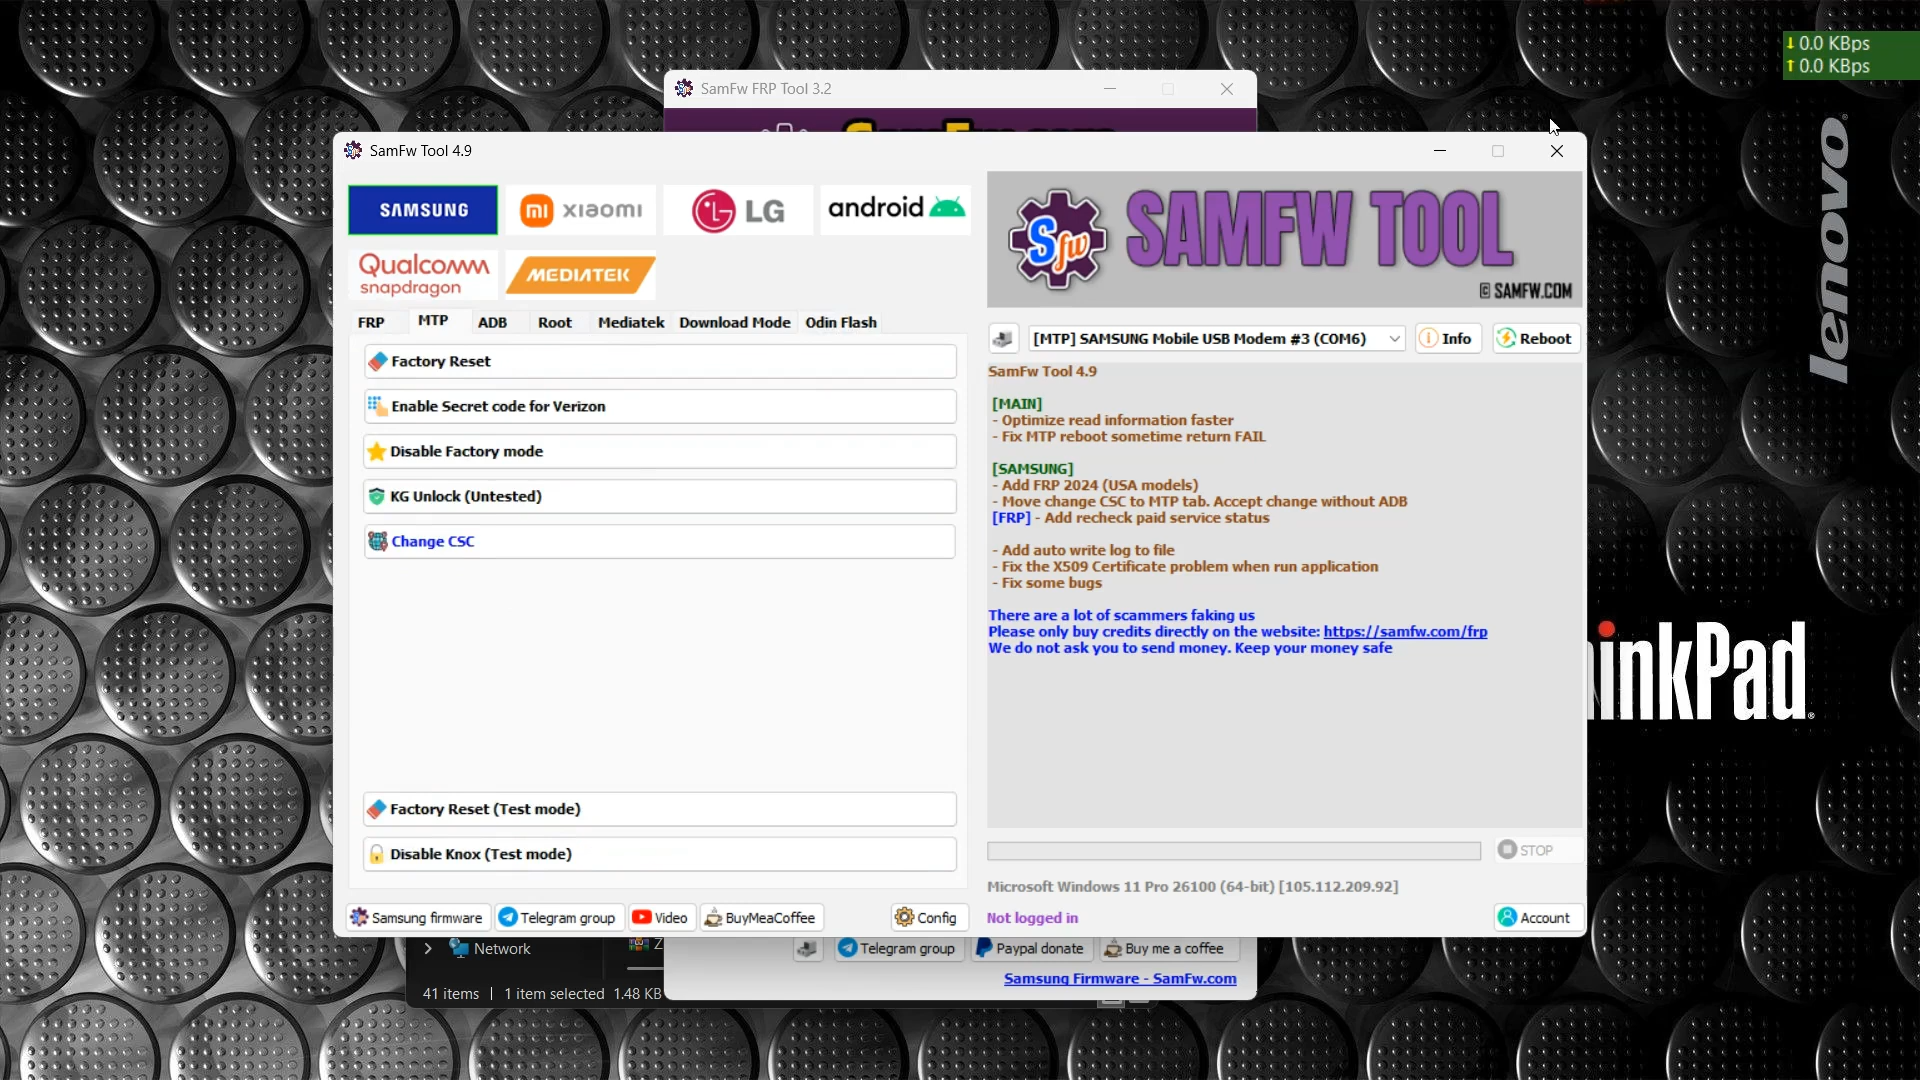 ↓ 0.0 KBps
↑ 0.0 KBps
lenovo
SamFw FRP Tool 3.2
SamFw Tool 4.9
SAMSUNG
xiaomi
LG
android
Qualcomm
snapdragon
MEDIATEK
Sfw
SAMFW TOOL
© SAMFW.COM
FRP MTP ADB Root Mediatek Download Mode Odin Flash
[MTP] SAMSUNG Mobile USB Modem #3 (COM6)
Info
Reboot
Factory Reset
Enable Secret code for Verizon
Disable Factory mode
KG Unlock (Untested)
Change CSC
Factory Reset (Test mode)
Disable Knox (Test mode)
SamFw Tool 4.9
[MAIN]
- Optimize read information faster
- Fix MTP reboot sometime return FAIL
[SAMSUNG]
- Add FRP 2024 (USA models)
- Move change CSC to MTP tab. Accept change without ADB
[FRP] - Add recheck paid service status
- Add auto write log to file
- Fix the X509 Certificate problem when run application
- Fix some bugs
There are a lot of scammers faking us
Please only buy credits directly on the website: https://samfw.com/frp
We do not ask you to send money. Keep your money safe
STOP
Microsoft Windows 11 Pro 26100 (64-bit) [105.112.209.92]
Samsung firmware
Telegram group
Video
BuyMeaCoffee
Config
Not logged in
Account
Network
Z
Telegram group
Paypal donate
Buy me a coffee
Samsung Firmware - SamFw.com
41 items | 1 item selected 1.48 KB
inkPad